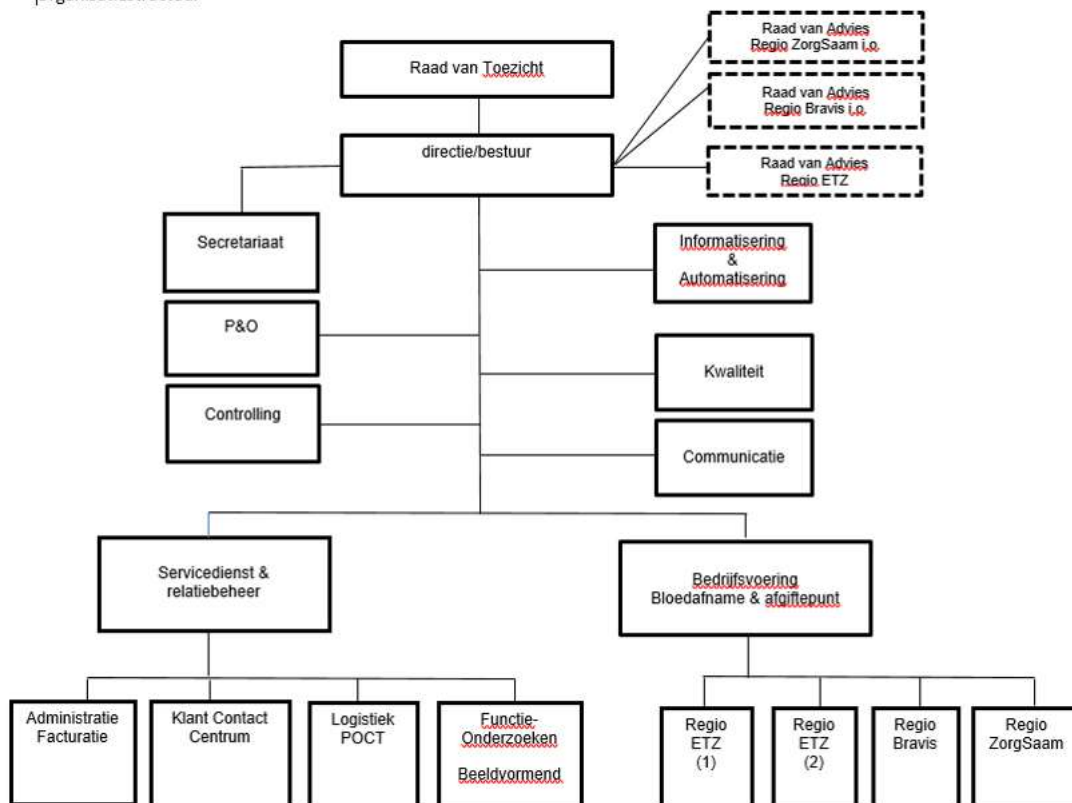 Raad van Toezicht
Raad van Advies
Regio ZorgSaam i.o.
Raad van Advies
Regio Bravis i.o.
directie/bestuur
Raad van Advies
Regio ETZ
Secretariaat
Informatisering
&
Automatisering
P&O
Kwaliteit
Controlling
Communicatie
Servicedienst &
relatiebeheer
Bedrijfsvoering
Bloedafname & afgiftepunt
Administratie
Facturatie
Klant Contact
Centrum
Logistiek
POCT
Functie-
Onderzoeken
Beeldvormend
Regio
ETZ
(1)
Regio
ETZ
(2)
Regio
Bravis
Regio
ZorgSaam